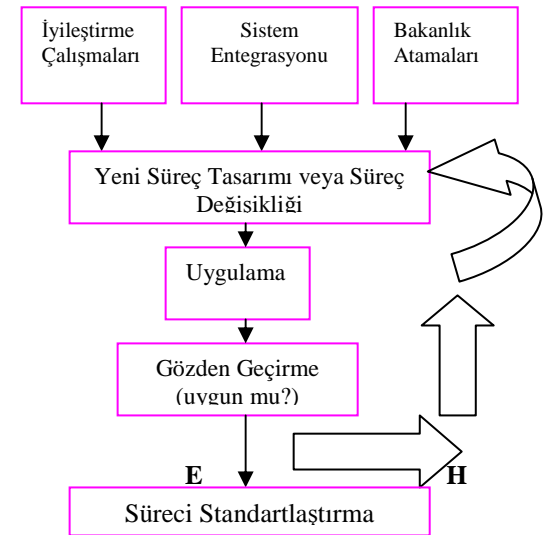 İyileştirme
Çalışmaları
Sistem
Entegrasyonu
Bakanlık
Atamaları
Yeni Süreç Tasarımı veya Süreç
Değişikliği
Uygulama
Gözden Geçirme
(uygun mu?)
E
H
Süreci Standartlaştırma